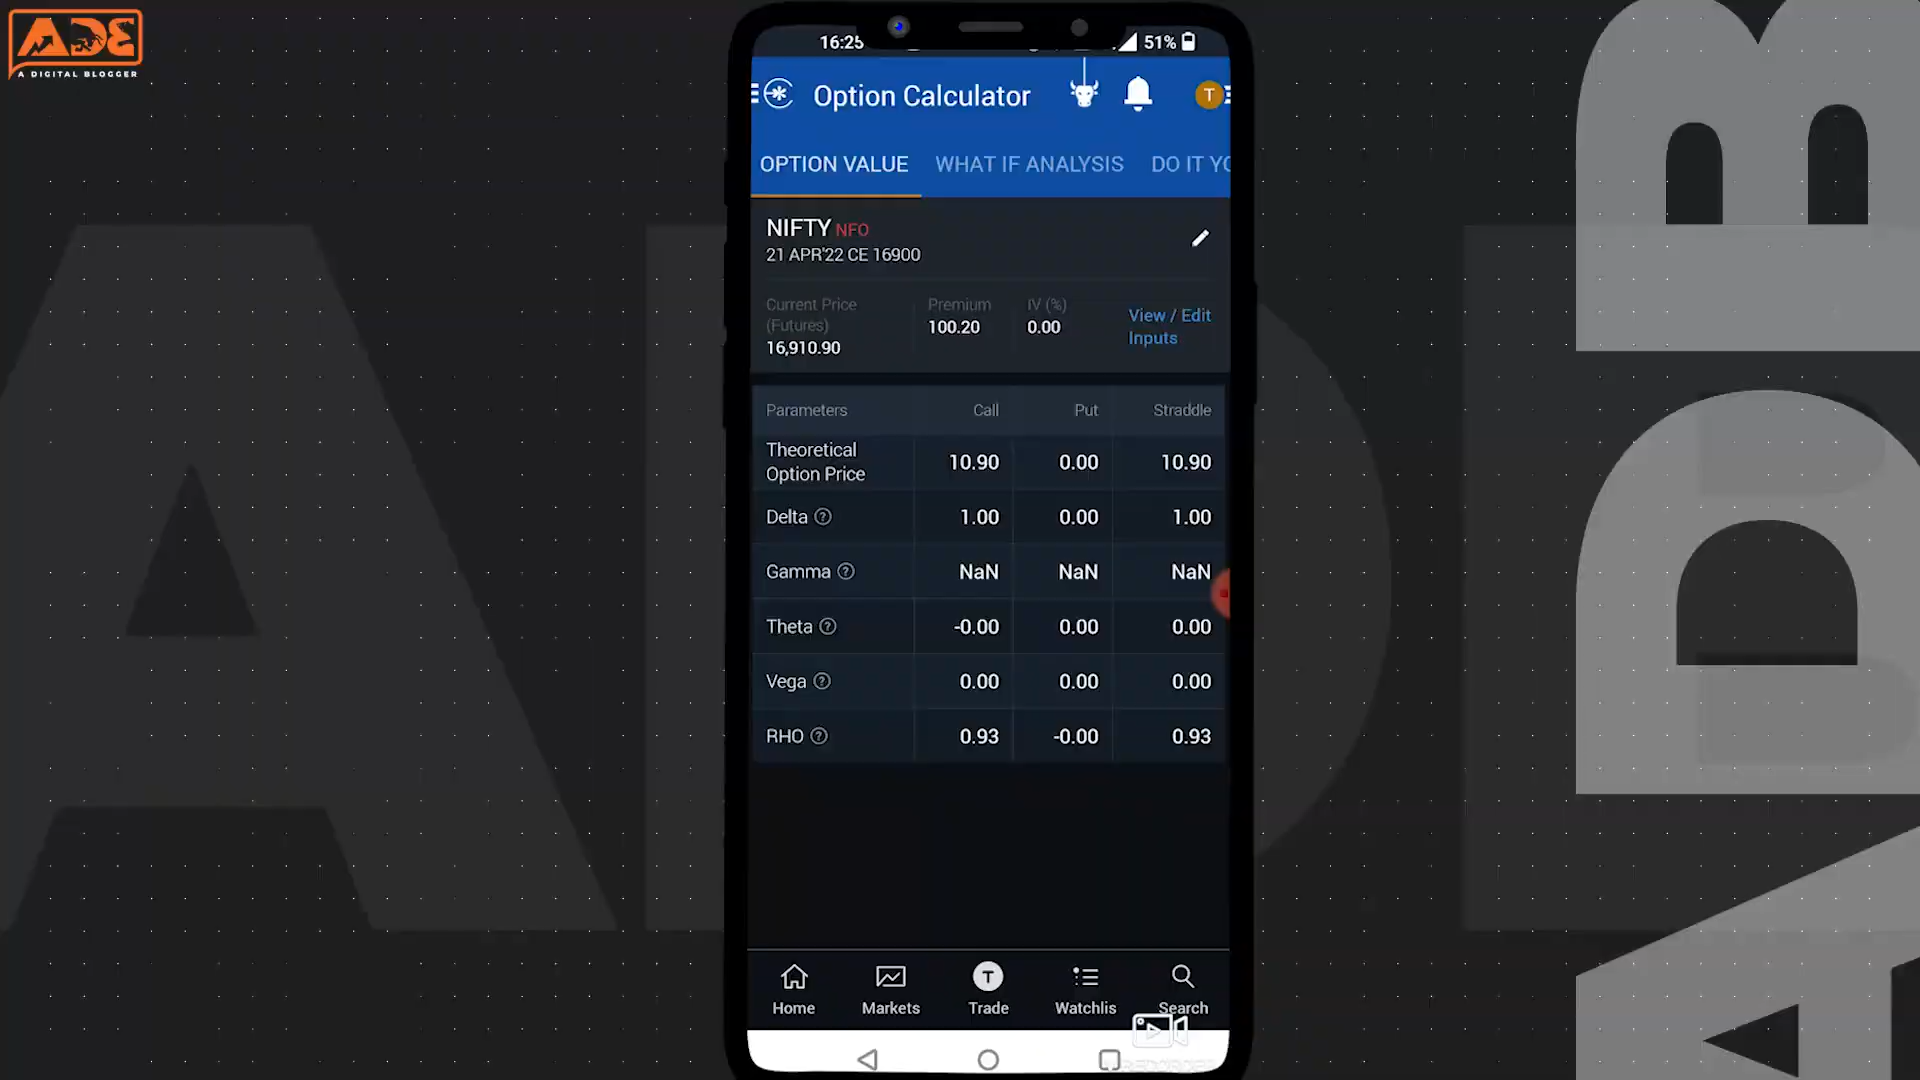 ADB
A DIGITAL BLOGGER
16:25
51%
Option Calculator
T
OPTION VALUE WHAT IF ANALYSIS DO IT YO
NIFTY NFO
21 APR'22 CE 16900
Current Price
(Futures)
16,910.90
Premium
100.20
IV (%)
0.00
View / Edit
Inputs
Parameters Call Put Straddle
Theoretical
Option Price 10.90 0.00 10.90
Delta ? 1.00 0.00 1.00
Gamma ? NaN NaN NaN
Theta ? -0.00 0.00 0.00
Vega ? 0.00 0.00 0.00
RHO ? 0.93 -0.00 0.93
Home Markets T Trade Watchlis Search